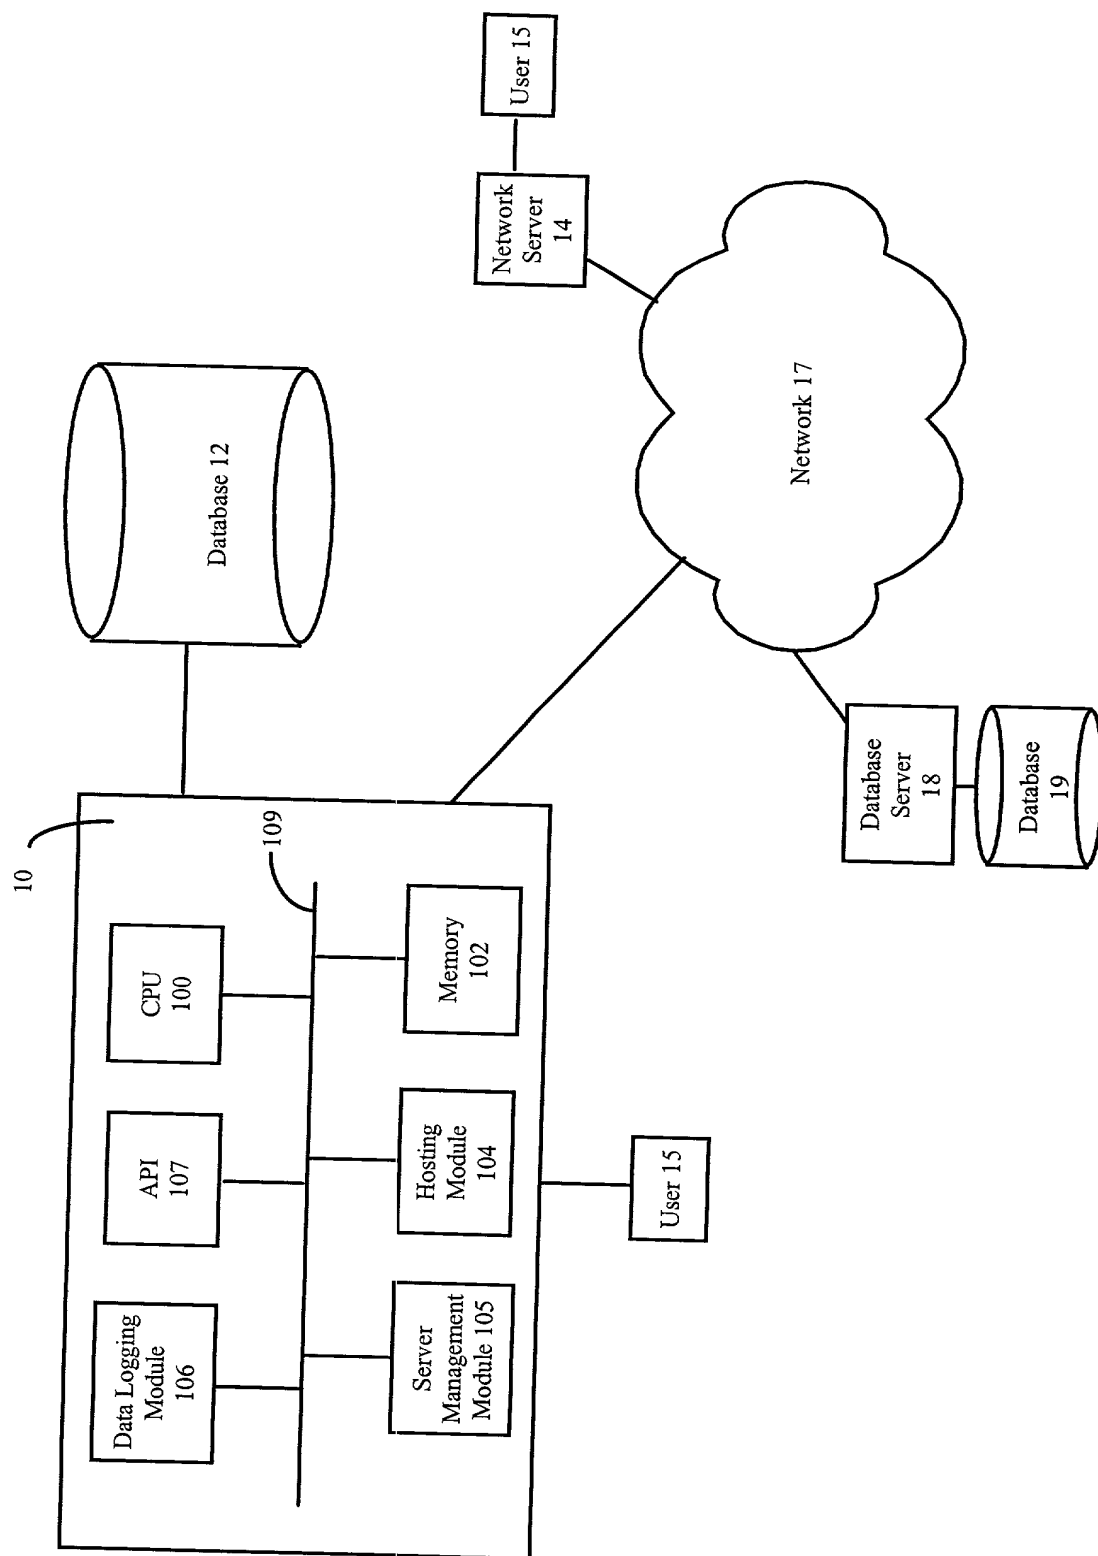 10
Data Logging
Module
106
API
107
CPU
100
109
Server
Management
Module 105
Hosting
Module
104
Memory
102
Database 12
User 15
Network
Server
14
User 15
Network 17
Database
Server
18
Database
19